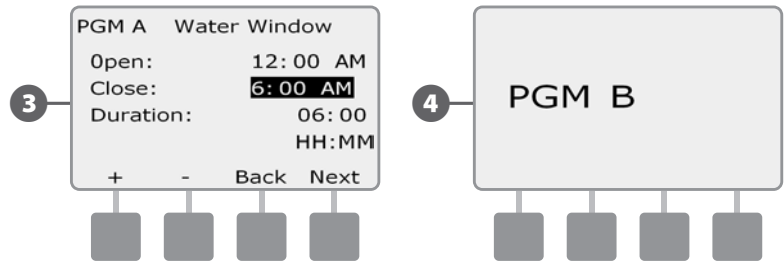 PGM A Water Window
Open: 12:00 AM
Close: 6:00 AM
Duration: 06:00
HH:MM
+ - Back Next
3
4
PGM B